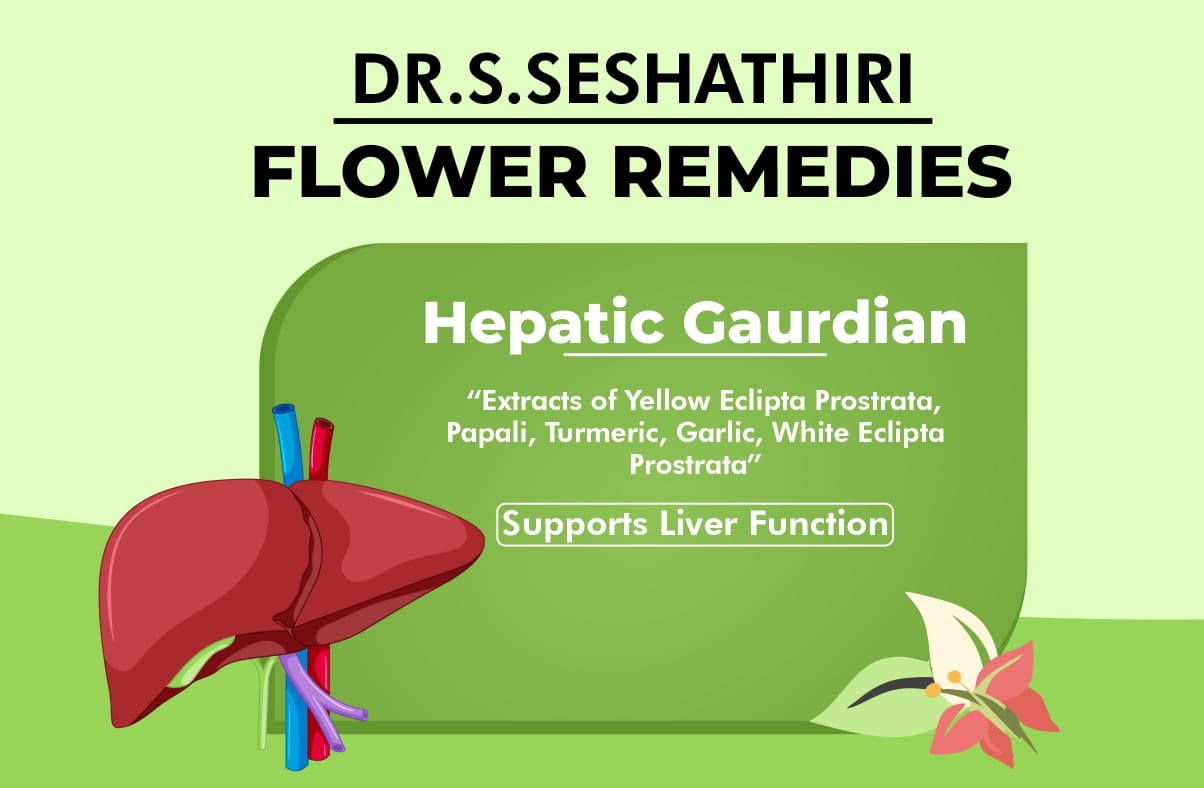 DR.S.SESHATHIRI
FLOWER REMEDIES
Hepatic Gaurdian
“Extracts of Yellow Eclipta Prostrata,
Papali, Turmeric, Garlic, White Eclipta
Prostrata”
Supports Liver Function